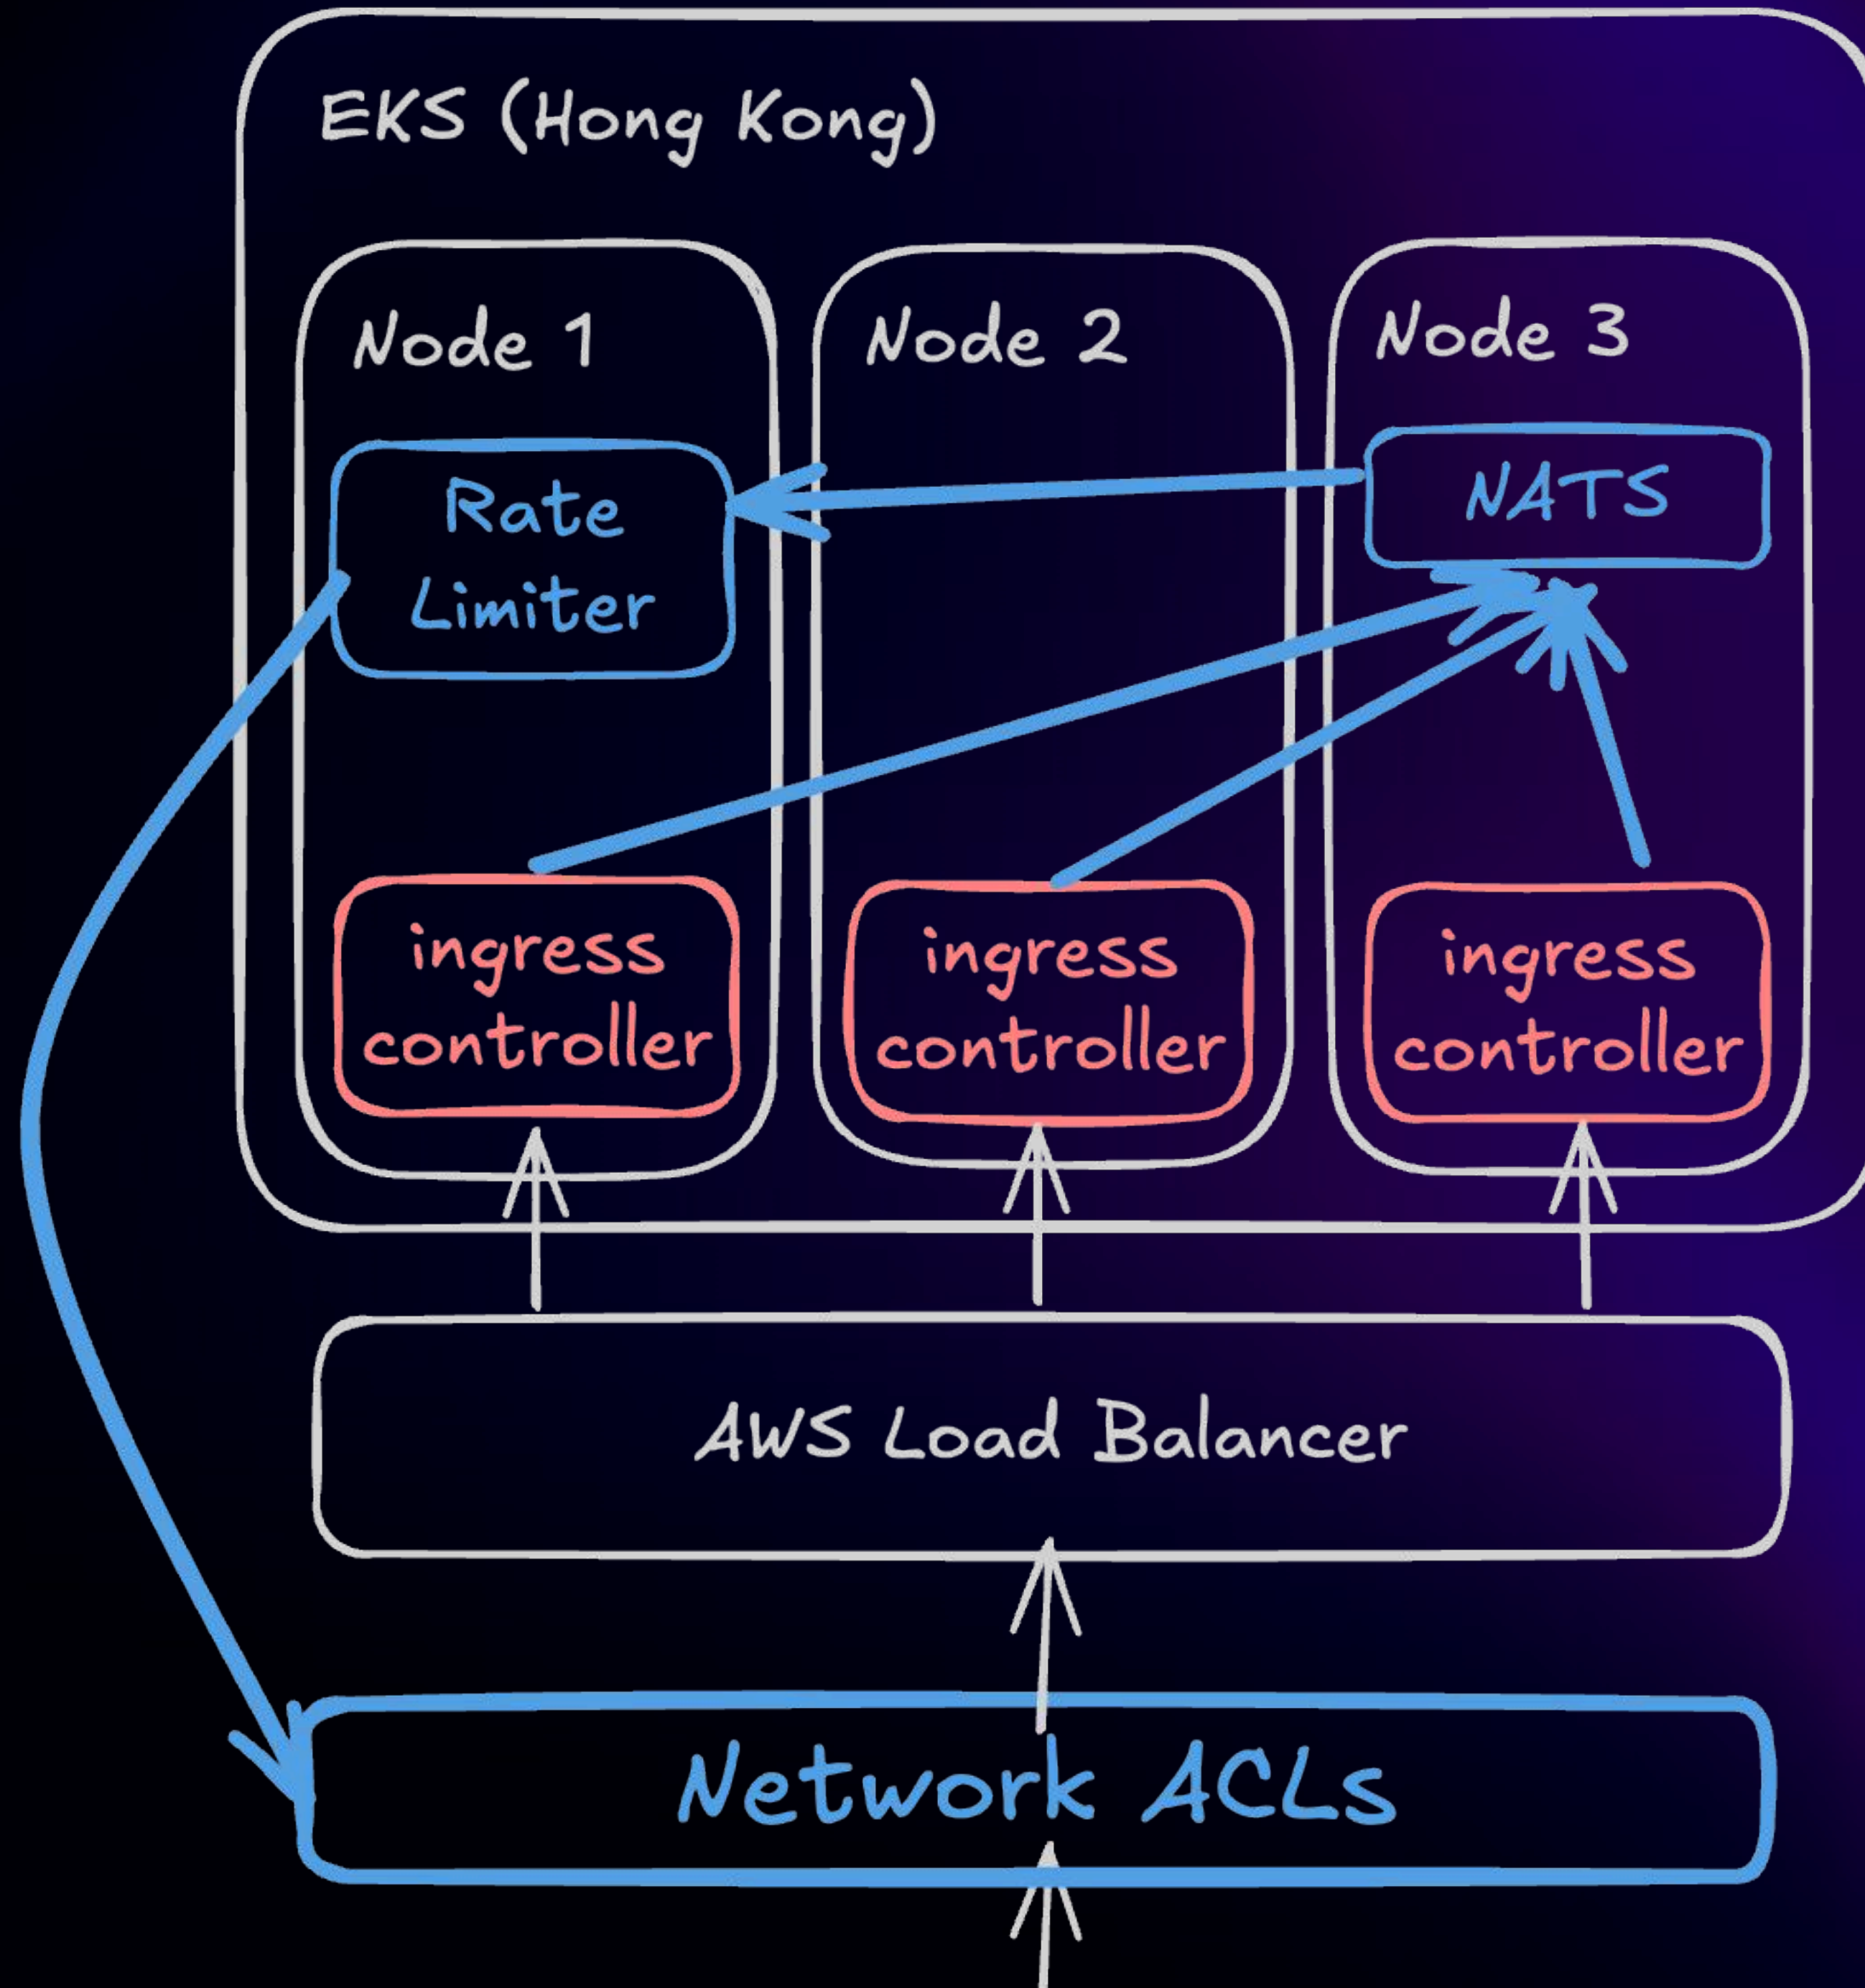 EKS (Hong Kong)
Node 1
Node 2
Node 3
Rate
Limiter
NATS
ingress
controller
ingress
controller
ingress
controller
AWS Load Balancer
Network ACLs